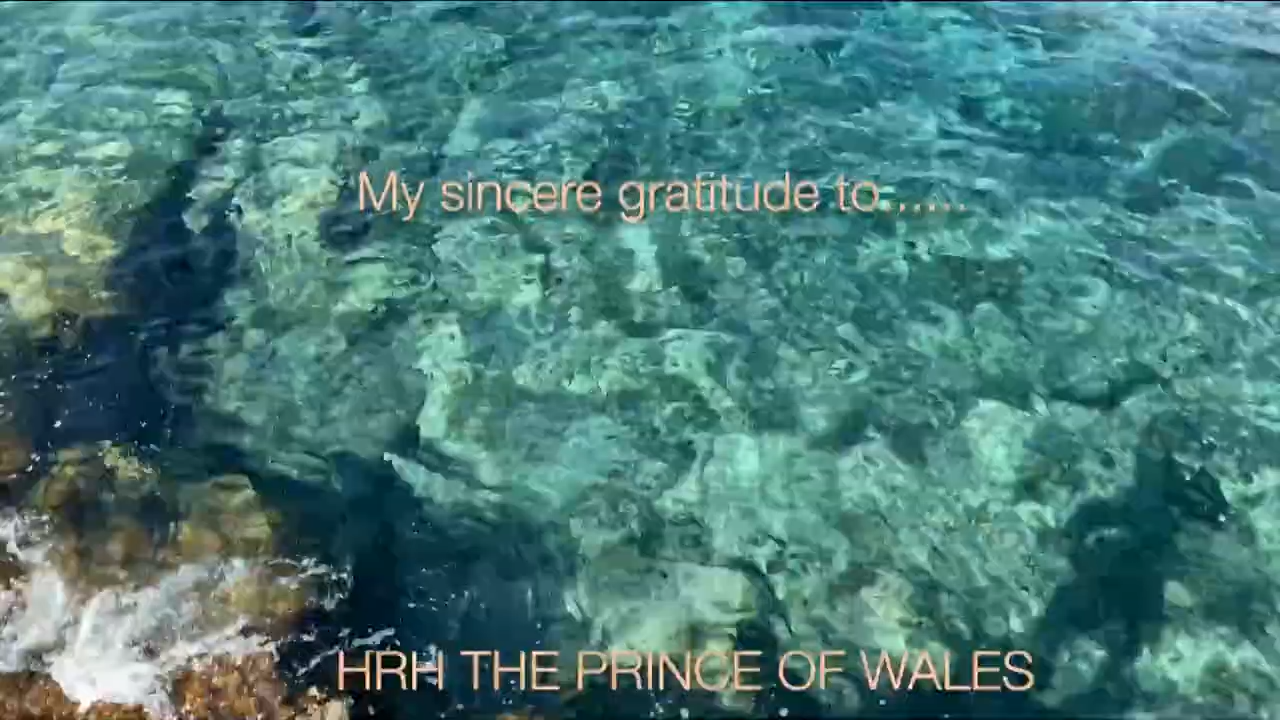 My sincere gratitude to.......
HRH THE PRINCE OF WALES